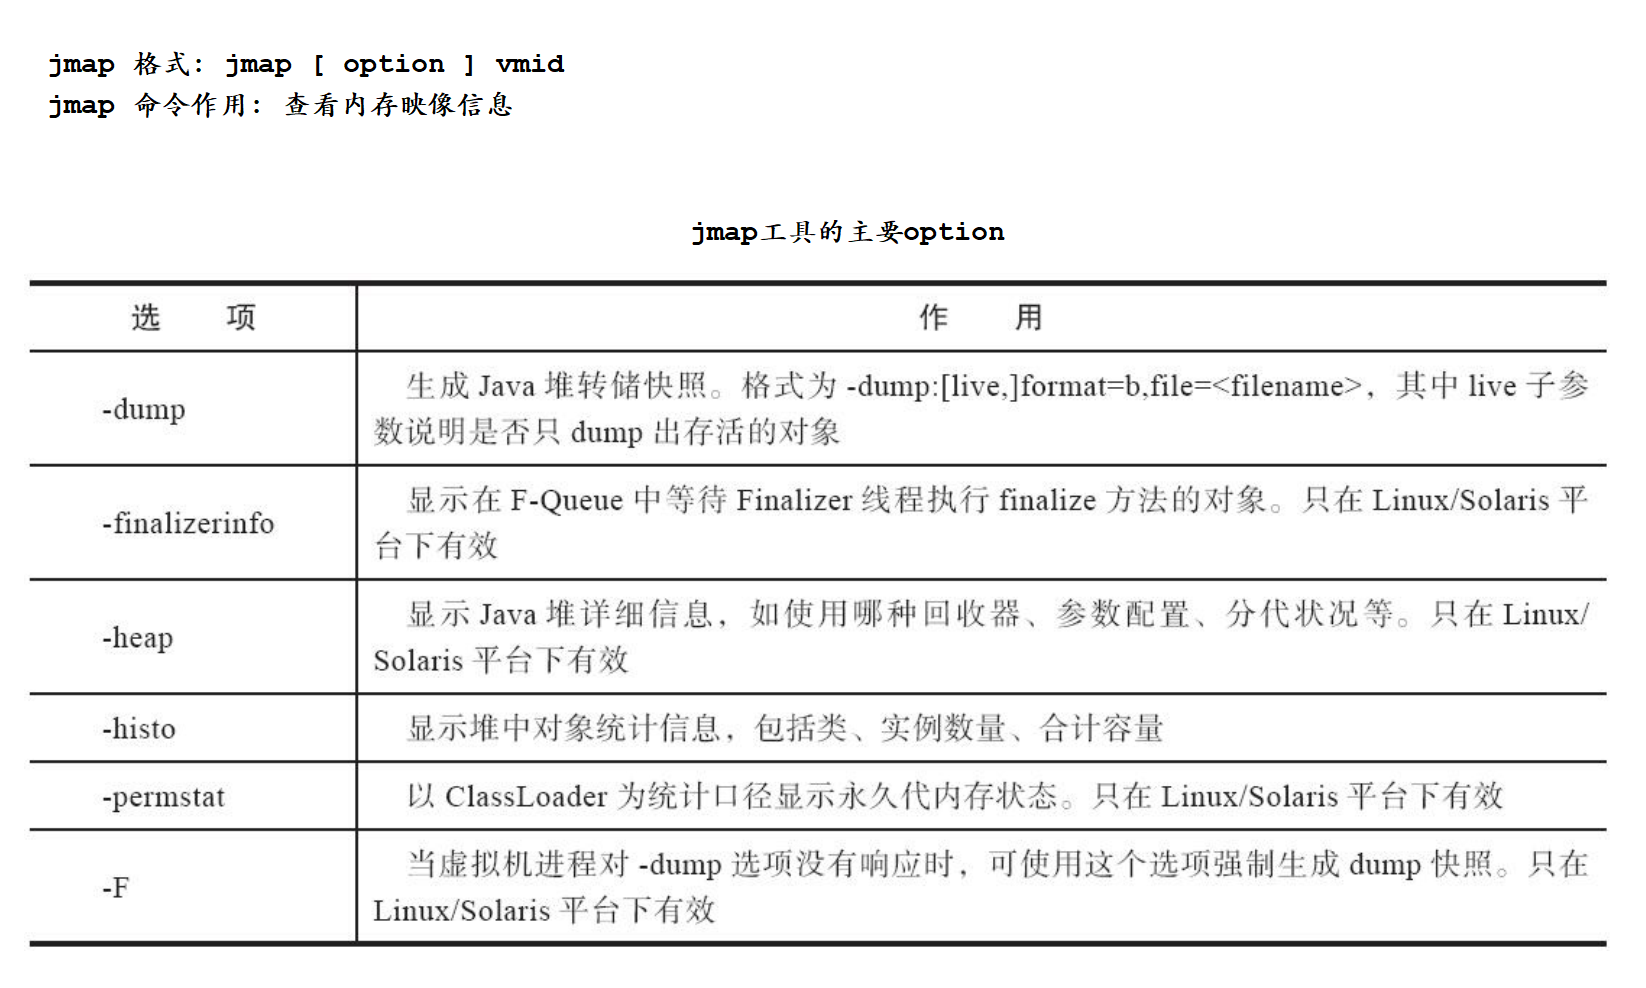 jmap 格式: jmap [ option ] vmid
jmap 命令作用: 查看内存映像信息
jmap工具的主要option
选 项
作 用
-dump
生成 Java 堆转储快照。格式为 -dump:[live,]format=b,file=<filename>，其中 live 子参
数说明是否只 dump 出存活的对象
-finalizerinfo
显示在 F-Queue 中等待 Finalizer 线程执行 finalize 方法的对象。只在 Linux/Solaris 平
台下有效
-heap
显示 Java 堆详细信息，如使用哪种回收器、参数配置、分代状况等。只在 Linux/
Solaris 平台下有效
-histo
显示堆中对象统计信息，包括类、实例数量、合计容量
-permstat
以 ClassLoader 为统计口径显示永久代内存状态。只在 Linux/Solaris 平台下有效
-F
当虚拟机进程对 -dump 选项没有响应时，可使用这个选项强制生成 dump 快照。只在
Linux/Solaris 平台下有效